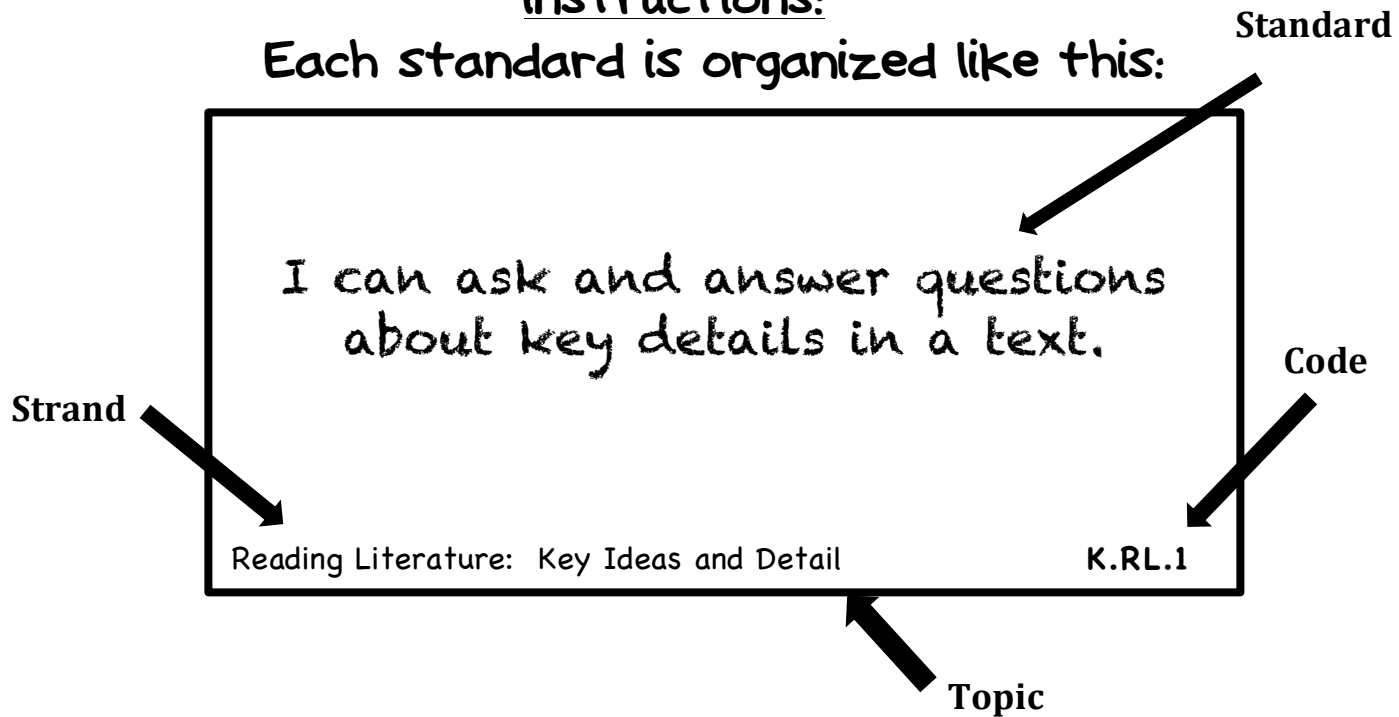 Instructions:
Standard
Each standard is organized like this:
I can ask and answer questions
about key details in a text.
Code
Strand
Reading Literature: Key Ideas and Detail
K.RL.1
Topic